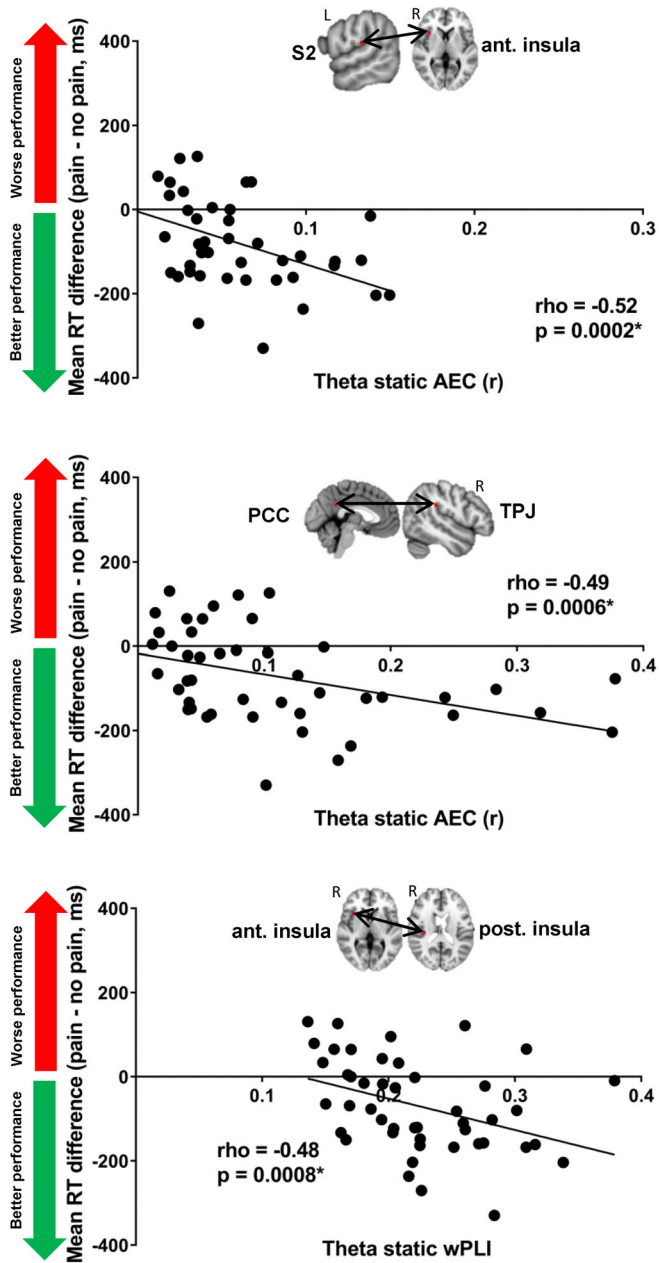 L
R
S2
ant. insula
Worse performance
Better performance
Mean RT difference (pain - no pain, ms)
400
200
0
-200
-400
0.1
0.2
0.3
rho = -0.52
p = 0.0002*
Theta static AEC (r)
R
PCC
TPJ
Worse performance
Better performance
Mean RT difference (pain - no pain, ms)
400
200
0
-200
-400
0.1
0.2
0.3
0.4
rho = -0.49
p = 0.0006*
Theta static AEC (r)
R
R
ant. insula
post. insula
Worse performance
Better performance
Mean RT difference (pain - no pain, ms)
400
200
0
-200
-400
0.1
0.2
0.3
0.4
rho = -0.48
p = 0.0008*
Theta static wPLI